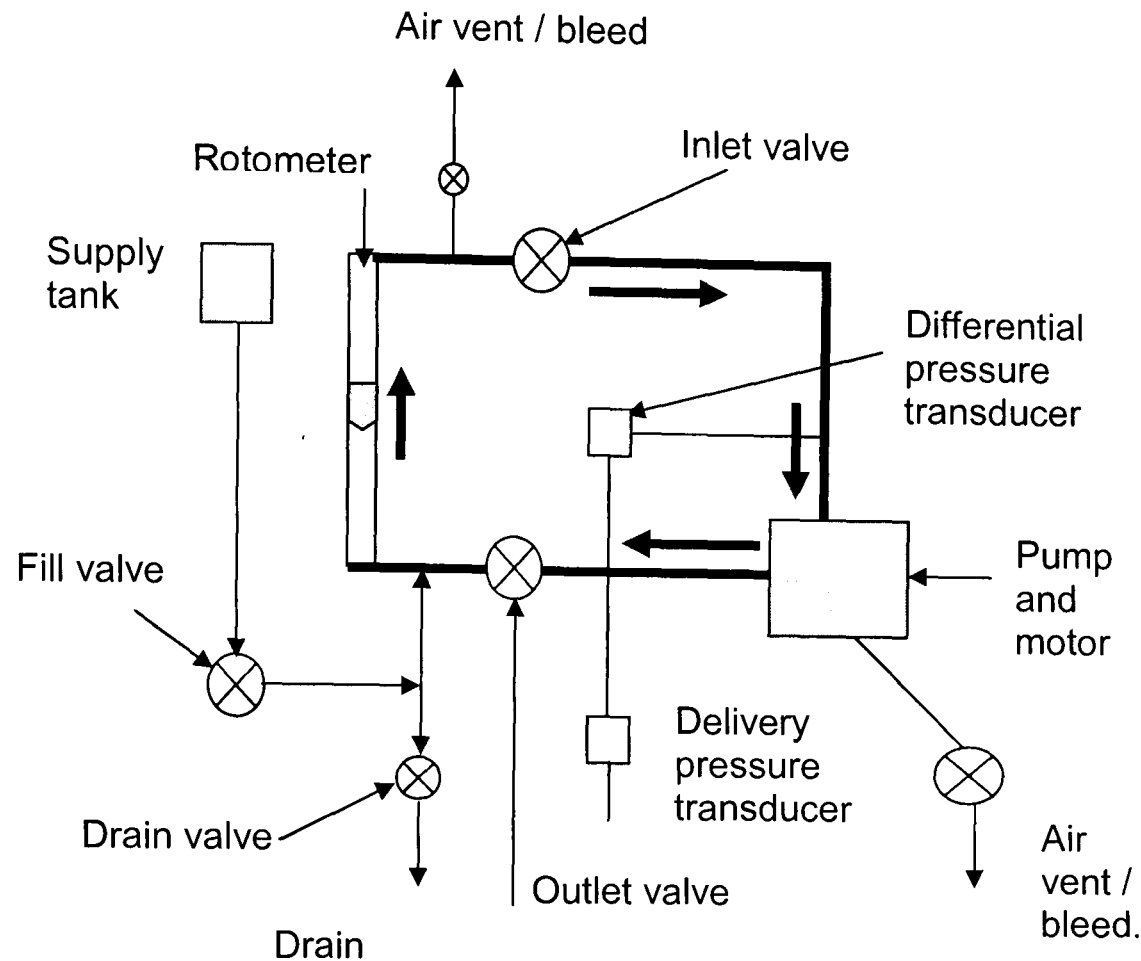 Air vent / bleed
Rotometer
Inlet valve
Supply
tank
Differential
pressure
transducer
Fill valve
Pump
and
motor
Delivery
pressure
transducer
Drain valve
Air
vent /
bleed.
Outlet valve
Drain